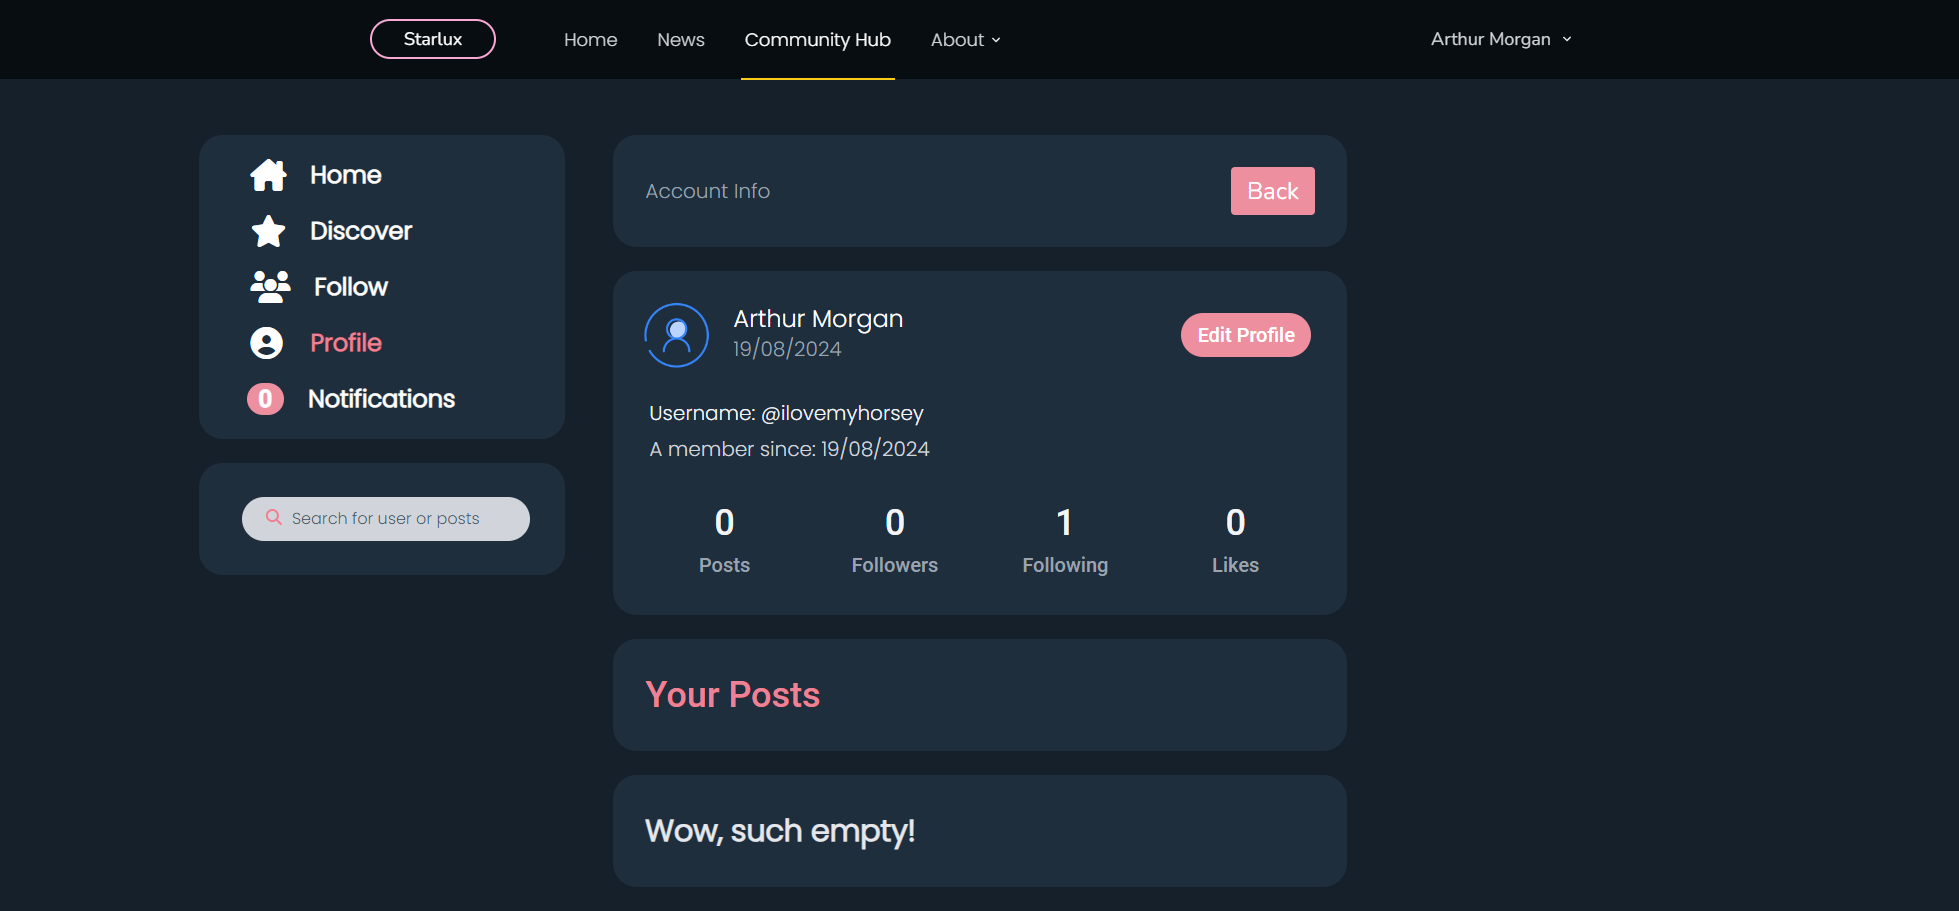 Starlux
Home
News
Community Hub
About
Arthur Morgan
Home
Discover
Follow
Profile
0 Notifications
Search for user or posts
Account Info
Back
Arthur Morgan
19/08/2024
Edit Profile
Username: @ilovemyhorsey
A member since: 19/08/2024
0 0 1 0
Posts Followers Following Likes
Your Posts
Wow, such empty!